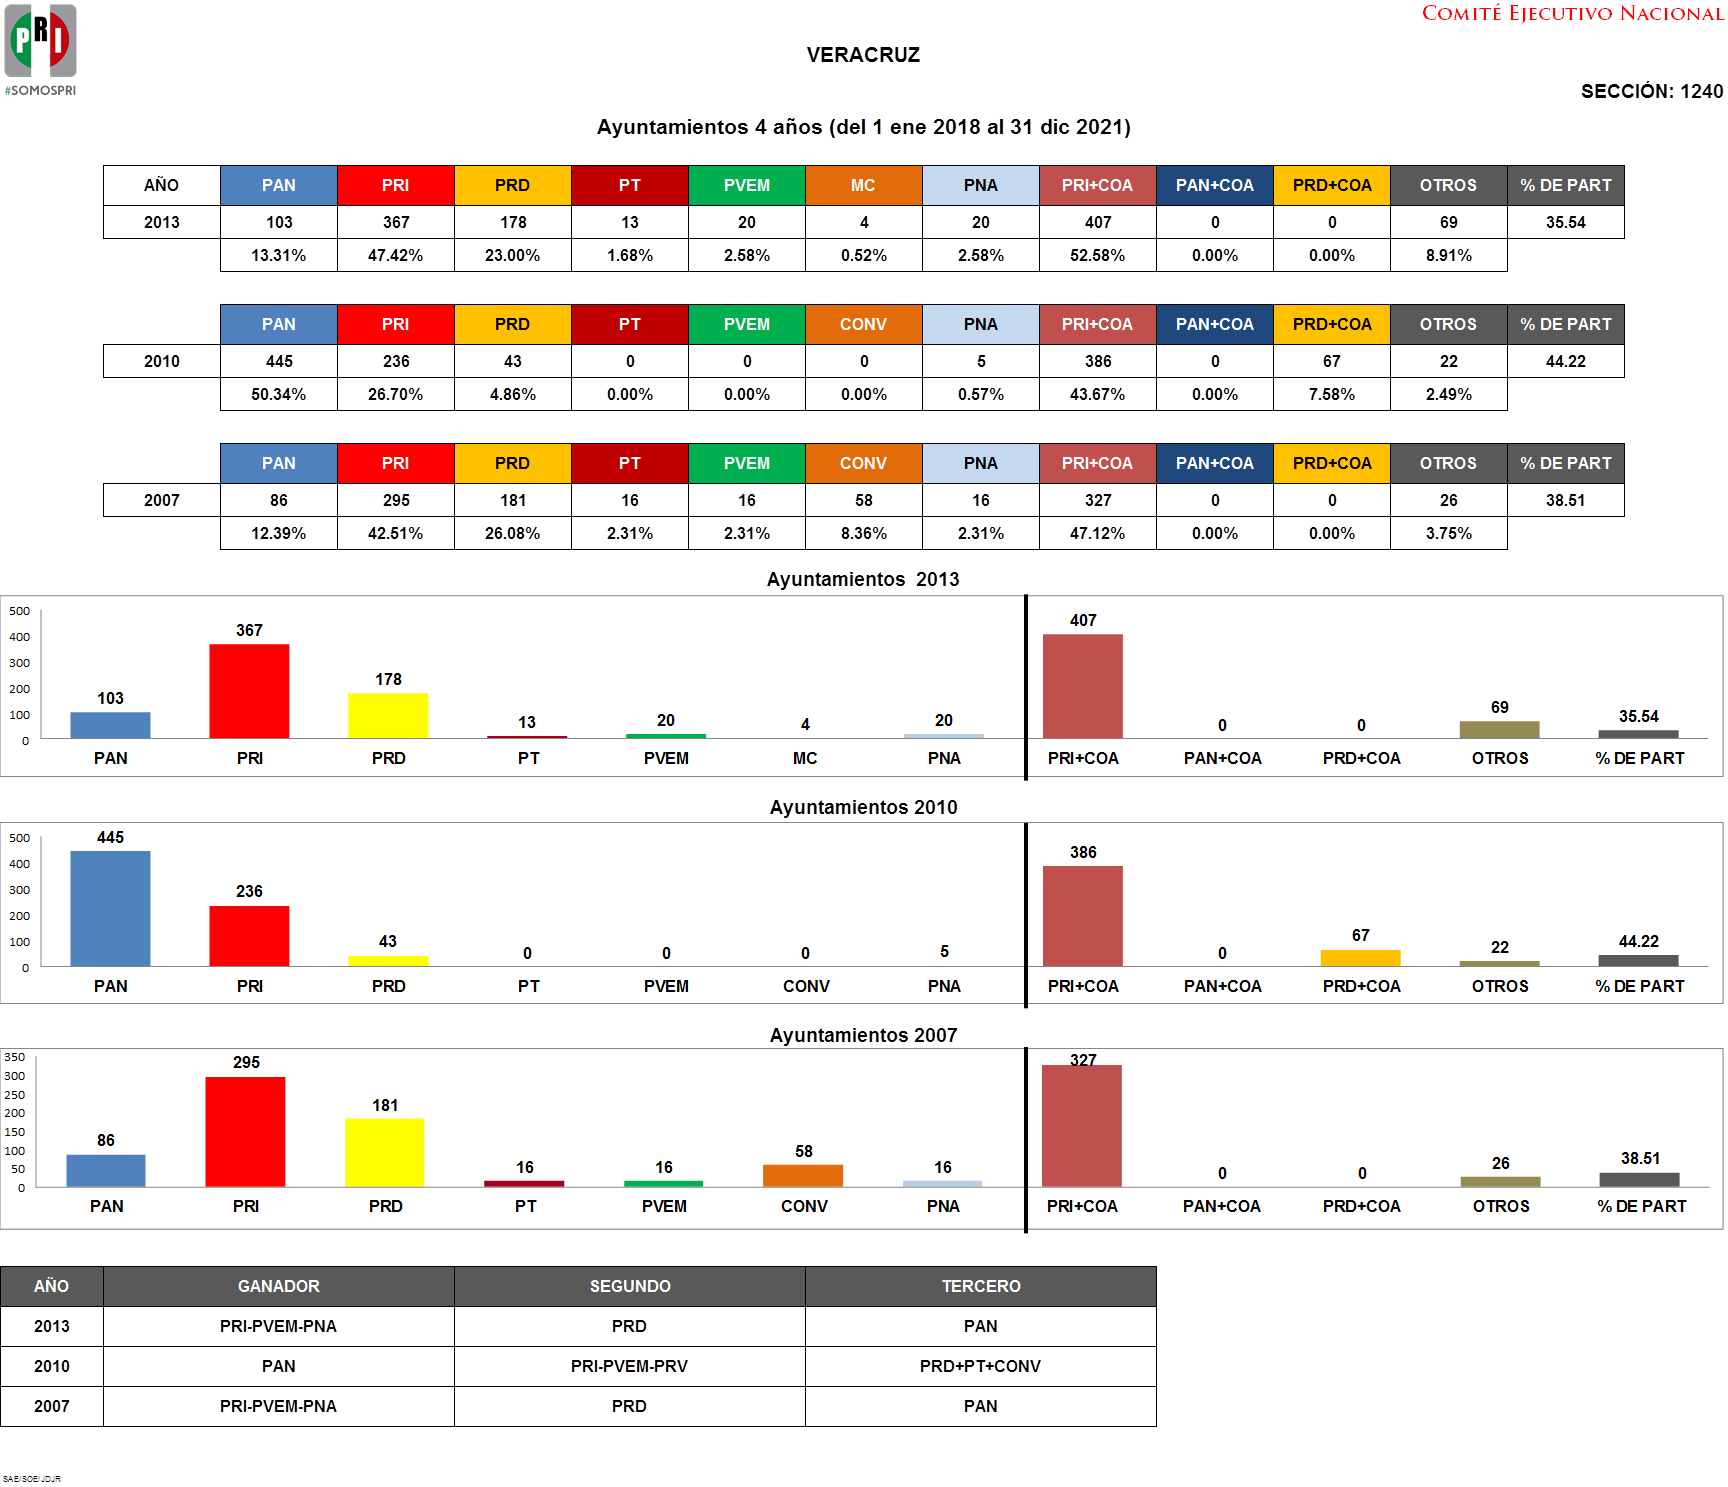 COMITÉ EJECUTIVO NACIONAL
PRI
#SOMOSPRI
VERACRUZ
SECCIÓN: 1240
Ayuntamientos 4 años (del 1 ene 2018 al 31 dic 2021)
AÑO PAN PRI PRD PT PVEM MC PNA PRI+COA PAN+COA PRD+COA OTROS % DE PART
2013 103 367 178 13 20 4 20 407 0 0 69 35.54
13.31% 47.42% 23.00% 1.68% 2.58% 0.52% 2.58% 52.58% 0.00% 0.00% 8.91%
PAN PRI PRD PT PVEM CONV PNA PRI+COA PAN+COA PRD+COA OTROS % DE PART
2010 445 236 43 0 0 0 5 386 0 67 22 44.22
50.34% 26.70% 4.86% 0.00% 0.00% 0.00% 0.57% 43.67% 0.00% 7.58% 2.49%
PAN PRI PRD PT PVEM CONV PNA PRI+COA PAN+COA PRD+COA OTROS % DE PART
2007 86 295 181 16 16 58 16 327 0 0 26 38.51
12.39% 42.51% 26.08% 2.31% 2.31% 8.36% 2.31% 47.12% 0.00% 0.00% 3.75%
Ayuntamientos 2013
500
400
300
200
100
0
103 367 178 13 20 4 20 407 0 0 69 35.54
PAN PRI PRD PT PVEM MC PNA PRI+COA PAN+COA PRD+COA OTROS % DE PART
Ayuntamientos 2010
500
400
300
200
100
0
445 236 43 0 0 0 5 386 0 67 22 44.22
PAN PRI PRD PT PVEM CONV PNA PRI+COA PAN+COA PRD+COA OTROS % DE PART
Ayuntamientos 2007
350
300
250
200
150
100
50
0
86 295 181 16 16 58 16 327 0 0 26 38.51
PAN PRI PRD PT PVEM CONV PNA PRI+COA PAN+COA PRD+COA OTROS % DE PART
AÑO GANADOR SEGUNDO TERCERO
2013 PRI-PVEM-PNA PRD PAN
2010 PAN PRI-PVEM-PRV PRD+PT+CONV
2007 PRI-PVEM-PNA PRD PAN
SAE/SOE/JDJR